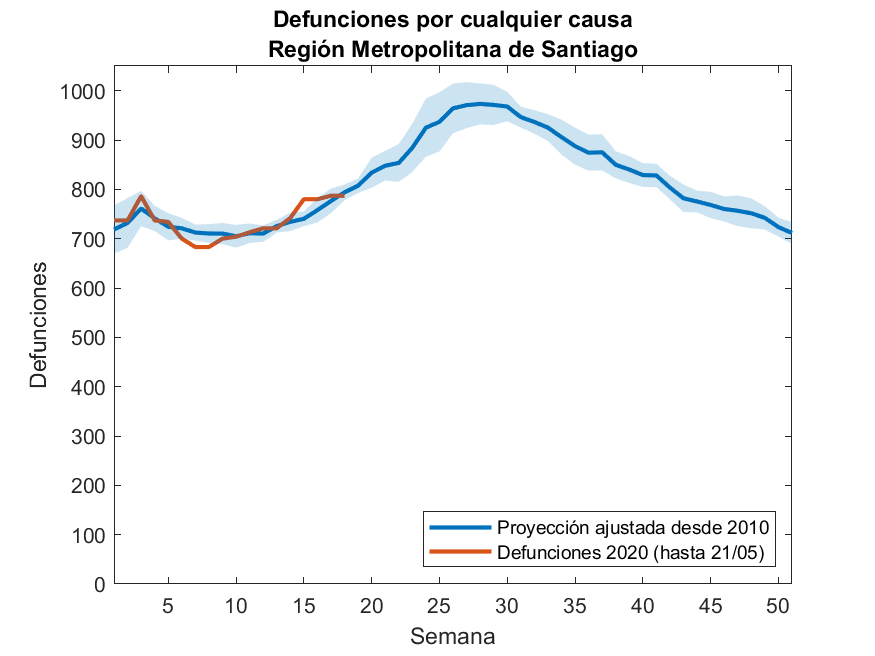 Defunciones por cualquier causa
Región Metropolitana de Santiago
1000
900
800
700
600
500
400
300
200
100
0
Defunciones
5 10 15 20 25 30 35 40 45 50
Semana
Proyección ajustada desde 2010
Defunciones 2020 (hasta 21/05)